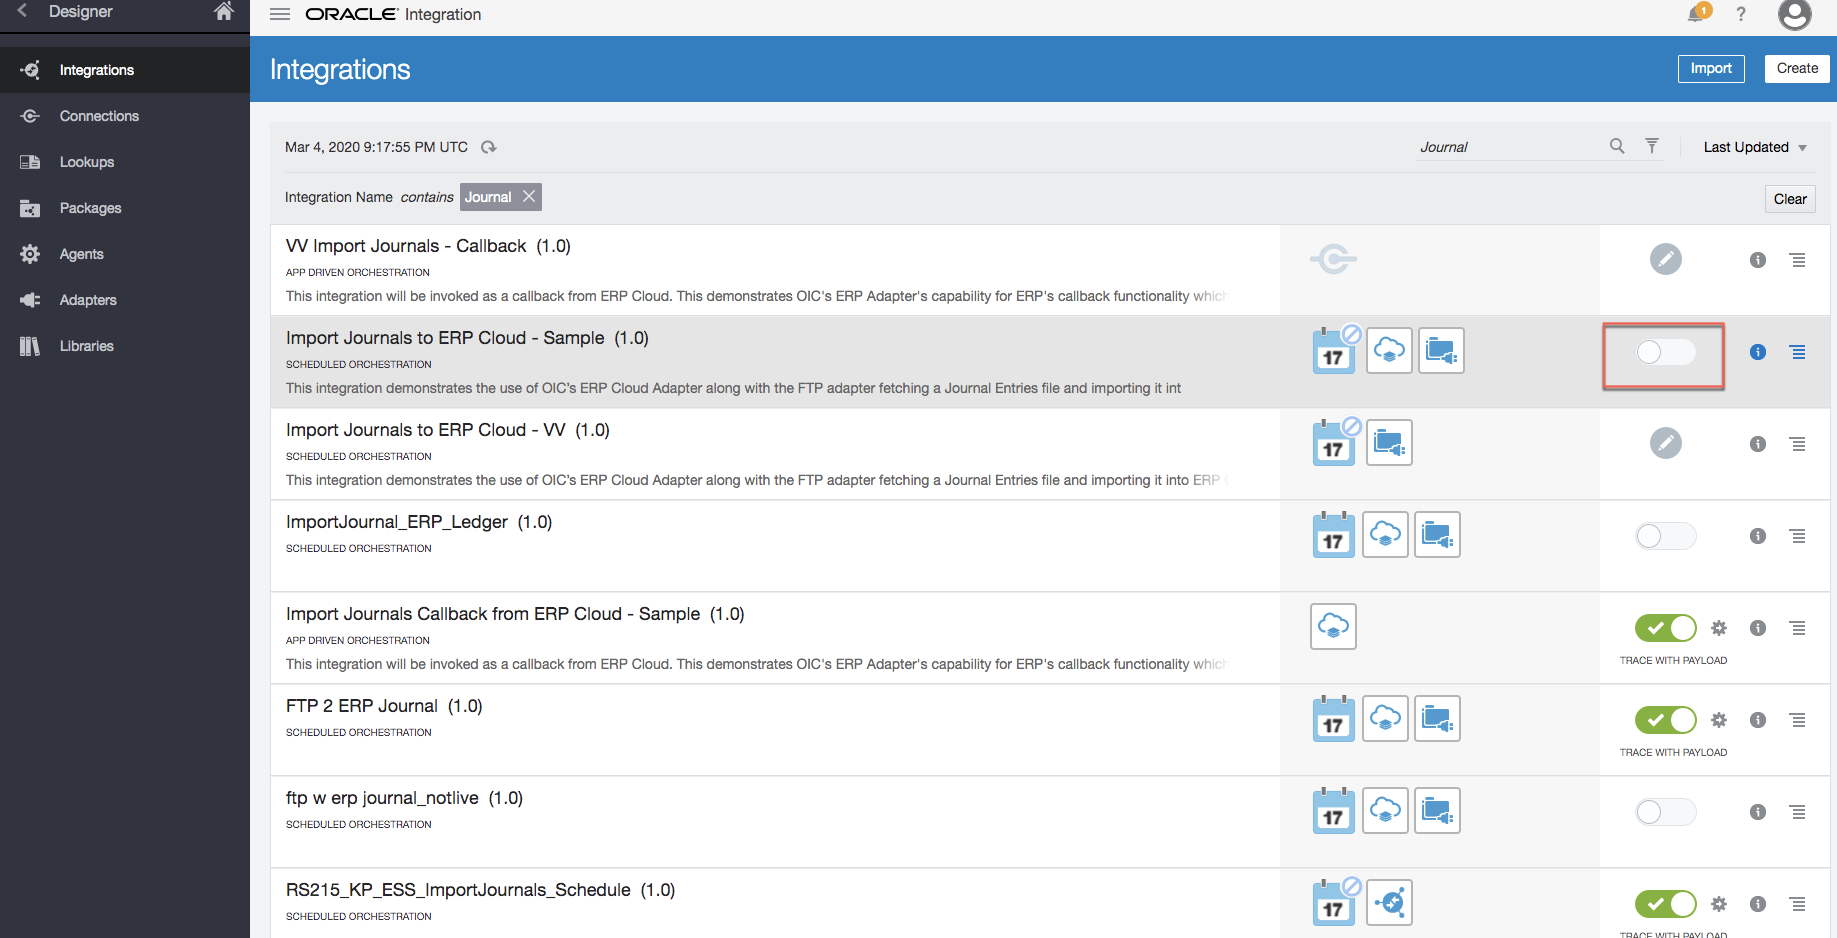 Designer
Integrations
Connections
Lookups
Packages
Agents
Adapters
Libraries
ORACLE Integration
1
?
Integrations
Import
Create
Mar 4, 2020 9:17:55 PM UTC
Journal
Last Updated
Integration Name contains Journal
Clear
VV Import Journals - Callback (1.0)
APP DRIVEN ORCHESTRATION
This integration will be invoked as a callback from ERP Cloud. This demonstrates OIC's ERP Adapter's capability for ERP's callback functionality which
Import Journals to ERP Cloud - Sample (1.0)
SCHEDULED ORCHESTRATION
This integration demonstrates the use of OIC's ERP Cloud Adapter along with the FTP adapter fetching a Journal Entries file and importing it int
17
Import Journals to ERP Cloud - VV (1.0)
SCHEDULED ORCHESTRATION
This integration demonstrates the use of OIC's ERP Cloud Adapter along with the FTP adapter fetching a Journal Entries file and importing it into ERP
17
ImportJournal_ERP_Ledger (1.0)
SCHEDULED ORCHESTRATION
17
Import Journals Callback from ERP Cloud - Sample (1.0)
APP DRIVEN ORCHESTRATION
This integration will be invoked as a callback from ERP Cloud. This demonstrates OIC's ERP Adapter's capability for ERP's callback functionality which
TRACE WITH PAYLOAD
FTP 2 ERP Journal (1.0)
SCHEDULED ORCHESTRATION
17
TRACE WITH PAYLOAD
ftp w erp journal_notlive (1.0)
SCHEDULED ORCHESTRATION
17
RS215_KP_ESS_ImportJournals_Schedule (1.0)
SCHEDULED ORCHESTRATION
17
TRACE WITH PAYLOAD